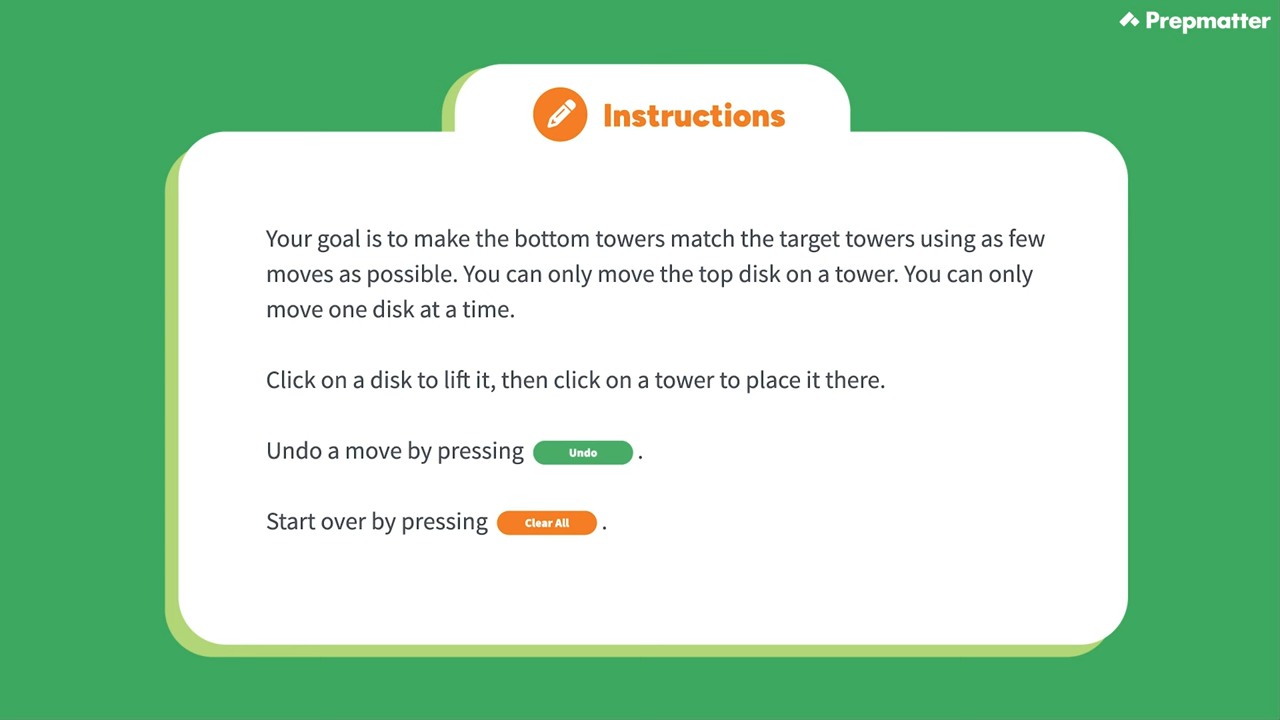 Prepmatter
Instructions
Your goal is to make the bottom towers match the target towers using as few
moves as possible. You can only move the top disk on a tower. You can only
move one disk at a time.
Click on a disk to lift it, then click on a tower to place it there.
Undo a move by pressing Undo .
Start over by pressing Clear All .